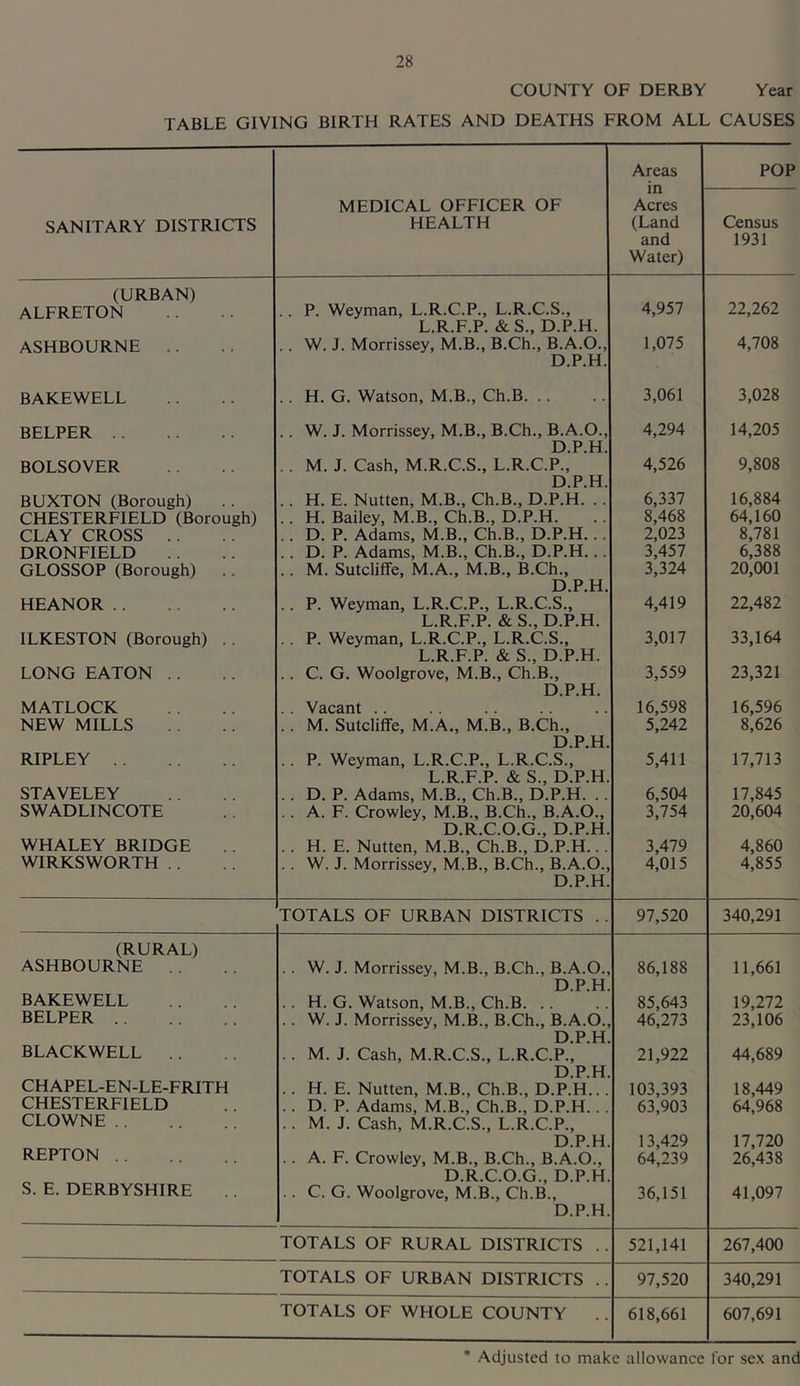 28
COUNTY OF DERBY Year
TABLE GIVING BIRTH RATES AND DEATHS FROM ALL CAUSES
SANITARY DISTRICTS MEDICAL OFFICER OF HEALTH Areas in Acres (Land and Water) POP Census 1931
(URBAN)
ALFRETON .. .. .. P. Weyman, L.R.C.P., L.R.C.S., 4,957 22,262
L.R.F.P. & S., D.P.H.
ASHBOURNE .. .. .. W. J. Morrissey, M.B., B.Ch., B.A.O., 1,075 4,708
D.P.H.
BAKEWELL .. .. .. H. G. Watson, M.B., Ch.B. .. .. 3,061 3,028
BELPER .. .. .. .. W. J. Morrissey, M.B., B.Ch., B.A.O., 4,294 14,205
D.P.H.
BOLSOVER .. .. .. M. J. Cash, M.R.C.S., L.R.C.P., 4,526 9,808
D.P.H.
BUXTON (Borough) .. .. H. E. Nutten, M.B., Ch.B., D.P.H. .. 6,337 16,884
CHESTERFIELD (Borough) .. H. Bailey, M.B., Ch.B., D.P.H. .. 8,468 64,160
CLAY CROSS .. .. .. D. P. Adams, M.B., Ch.B., D.P.H. .. 2,023 8,781
DRONFIELD .. .. .. D. P. Adams, M.B., Ch.B., D.P.H. .. 3,457 6,388
GLOSSOP (Borough) .. .. M. Sutcliffe, M.A., M.B., B.Ch., 3,324 20,001
D.P.H.
HEANOR .. .. .. .. P. Weyman, L.R.C.P., L.R.C.S., 4,419 22,482
L.R.F.P. & S., D.P.H.
ILKESTON (Borough) .. .. P. Weyman, L.R.C.P., L.R.C.S., 3,017 33,164
L.R.F.P. & S., D.P.H.
LONG EATON .. .. .. C. G. Woolgrove, M.B., Ch.B., 3,559 23,321
D.P.H.
MATLOCK .. .. .. Vacant .. .. .. .. .. 16,598 16,596
NEW MILLS .. .. .. M. Sutcliffe, M.A., M.B., B.Ch., 5,242 8,626
D.P.H.
RIPLEY .. .. .. .. P. Weyman, L.R.C.P., L.R.C.S., 5,411 17,713
L.R.F.P. & S., D.P.H.
STAVELEY .. .. .. D. P. Adams, M.B., Ch.B., D.P.H. .. 6,504 17,845
SWADLINCOTE .. .. A. F. Crowley, M.B., B.Ch., B.A.O., 3,754 20,604
D.R.C.O.G., D.P.H.
WHALEY BRIDGE .. .. H. E. Nutten, M.B., Ch.B., D.P.H. .. 3,479 4,860
WIRKSWORTH .. .. .. W. J. Morrissey, M.B., B.Ch., B.A.O., 4,015 4,855
D.P.H.
TOTALS OF URBAN DISTRICTS .. 97,520 340,291
(RURAL)
ASHBOURNE .. .. .. W. J. Morrissey, M.B., B.Ch., B.A.O., 86,188 11,661
D.P.H.
BAKEWELL .. .. .. H. G. Watson, M.B., Ch.B. .. .. 85,643 19,272
BELPER .. .. .. .. W. J. Morrissey, M.B., B.Ch., B.A.O., 46,273 23,106
D.P.H.
BLACKWELL .. .. .. M. J. Cash, M.R.C.S., L.R.C.P., 21,922 44,689
D.P.H.
CHAPEL-EN-LE-FRITH .. H. E. Nutten, M.B., Ch.B., D.P.H. .. 103,393 18,449
CHESTERFIELD .. .. D. P. Adams, M.B., Ch.B., D.P.H. .. 63,903 64,968
CLOWNE .. .. .. .. M. J. Cash, M.R.C.S., L.R.C.P.,
D.P.H. 13,429 17,720
REPTON .. .. .. .. A. F. Crowley, M.B., B.Ch., B.A.O., 64,239 26,438
D.R.C.O.G., D.P.H.
S. E. DERBYSHIRE .. .. C. G. Woolgrove, M.B., Ch.B., 36,151 41,097
D.P.H.
TOTALS OF RURAL DISTRICTS .. 521,141 267,400
TOTALS OF URBAN DISTRICTS .. 97,520 340,291
TOTALS OF WHOLE COUNTY .. 618,661 607,691
* Adjusted to make allowance for sex and